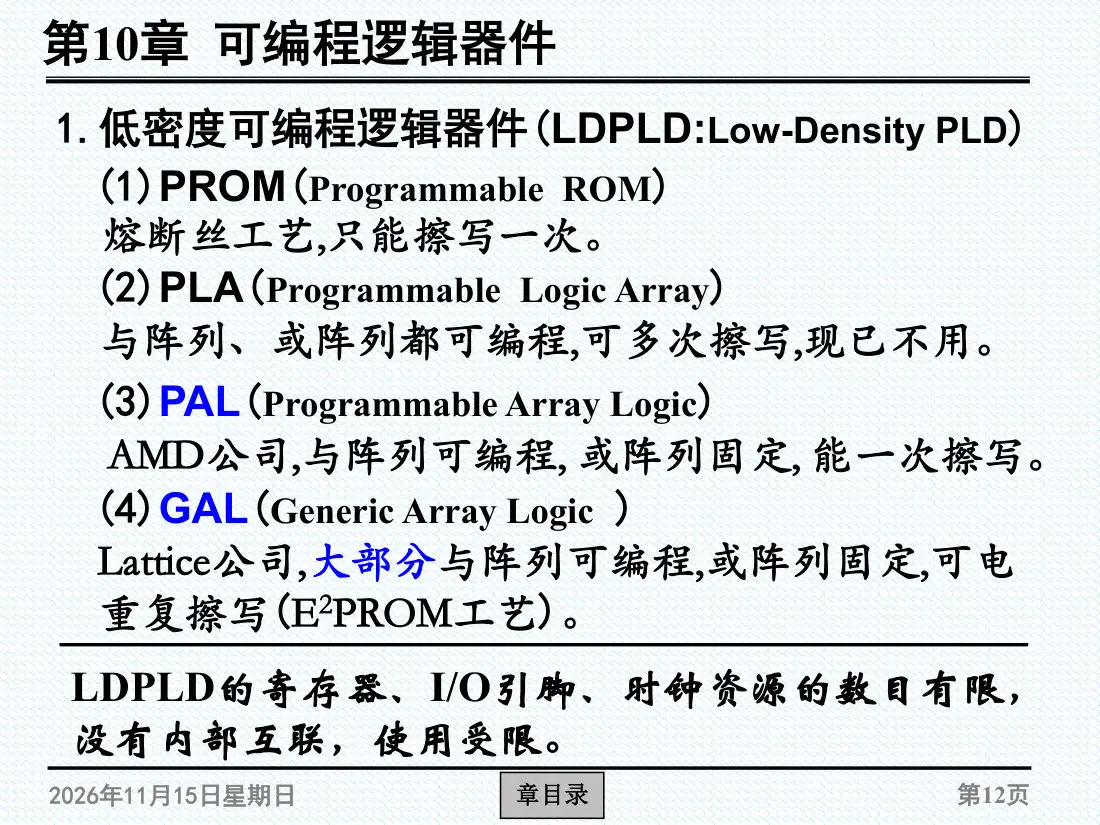 第10章 可编程逻辑器件
1.低密度可编程逻辑器件(LDPLD:Low-Density PLD)
(1)PROM(Programmable ROM)
熔断丝工艺,只能擦写一次。
(2)PLA(Programmable Logic Array)
与阵列、或阵列都可编程,可多次擦写,现已不用。
(3)PAL(Programmable Array Logic)
AMD公司,与阵列可编程, 或阵列固定, 能一次擦写。
(4)GAL(Generic Array Logic )
Lattice公司,大部分与阵列可编程,或阵列固定,可电
重复擦写(E²PROM工艺)。
LDPLD的寄存器、I/O引脚、时钟资源的数目有限,
没有内部互联，使用受限。
2026年11月15日星期日
章目录
第12页